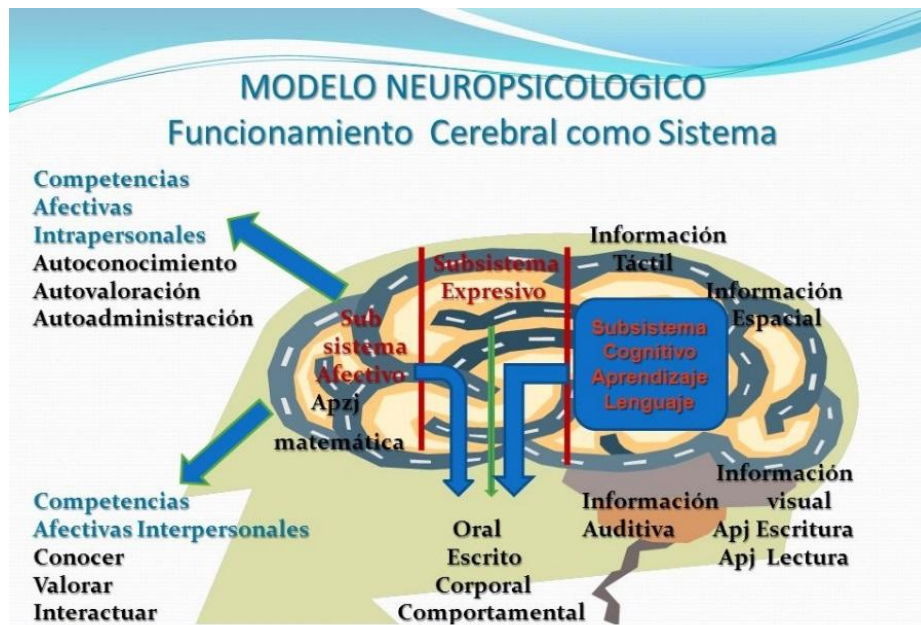 MODELO NEUROPSICOLOGICO
Funcionamiento Cerebral como Sistema
Competencias
Afectivas
Intrapersonales
Autoconocimiento
Autovaloración
Autoadministración
Sub
sistema
Afectivo
Apzj
matemática
Subsistema
Expresivo
Información
Táctil
Información
Espacial
Subsistema
Cognitivo
Aprendizaje
Lenguaje
Competencias
Afectivas Interpersonales
Conocer
Valorar
Interactuar
Oral
Escrito
Corporal
Comportamental
Información
Auditiva
Información
visual
Apj Escritura
Apj Lectura